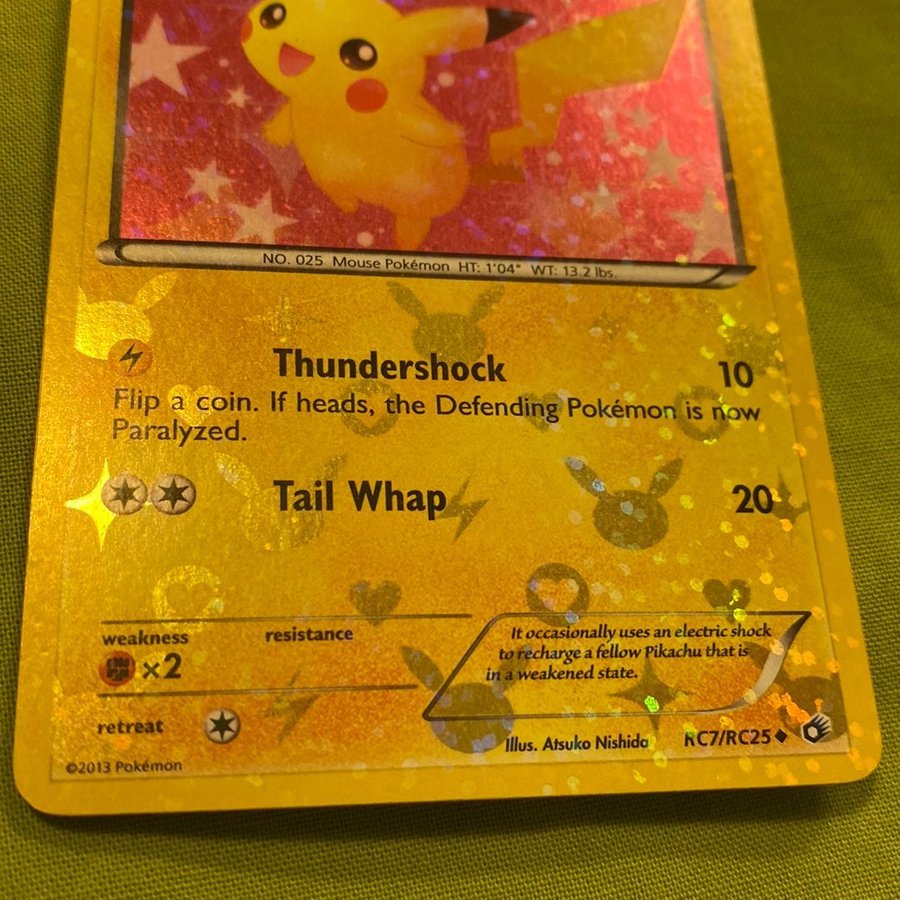 NO. 025 Mouse Pokémon HT: 1'04" WT: 13.2 lbs.
Thundershock 10
Flip a coin. If heads, the Defending Pokémon is now
Paralyzed.
Tail Whap 20
weakness resistance
×2
It occasionally uses an electric shock
to recharge a fellow Pikachu that is
in a weakened state.
retreat
Illus. Atsuko Nishida RC7/RC25
©2013 Pokémon